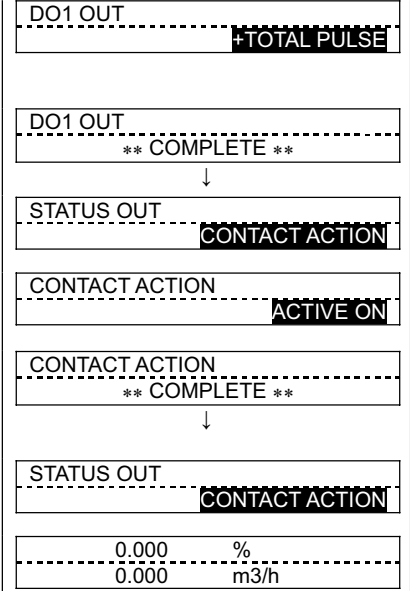 DO1 OUT
+TOTAL PULSE
DO1 OUT
** COMPLETE **
↓
STATUS OUT
CONTACT ACTION
CONTACT ACTION
ACTIVE ON
CONTACT ACTION
** COMPLETE **
↓
STATUS OUT
CONTACT ACTION
0.000 %
0.000 m3/h